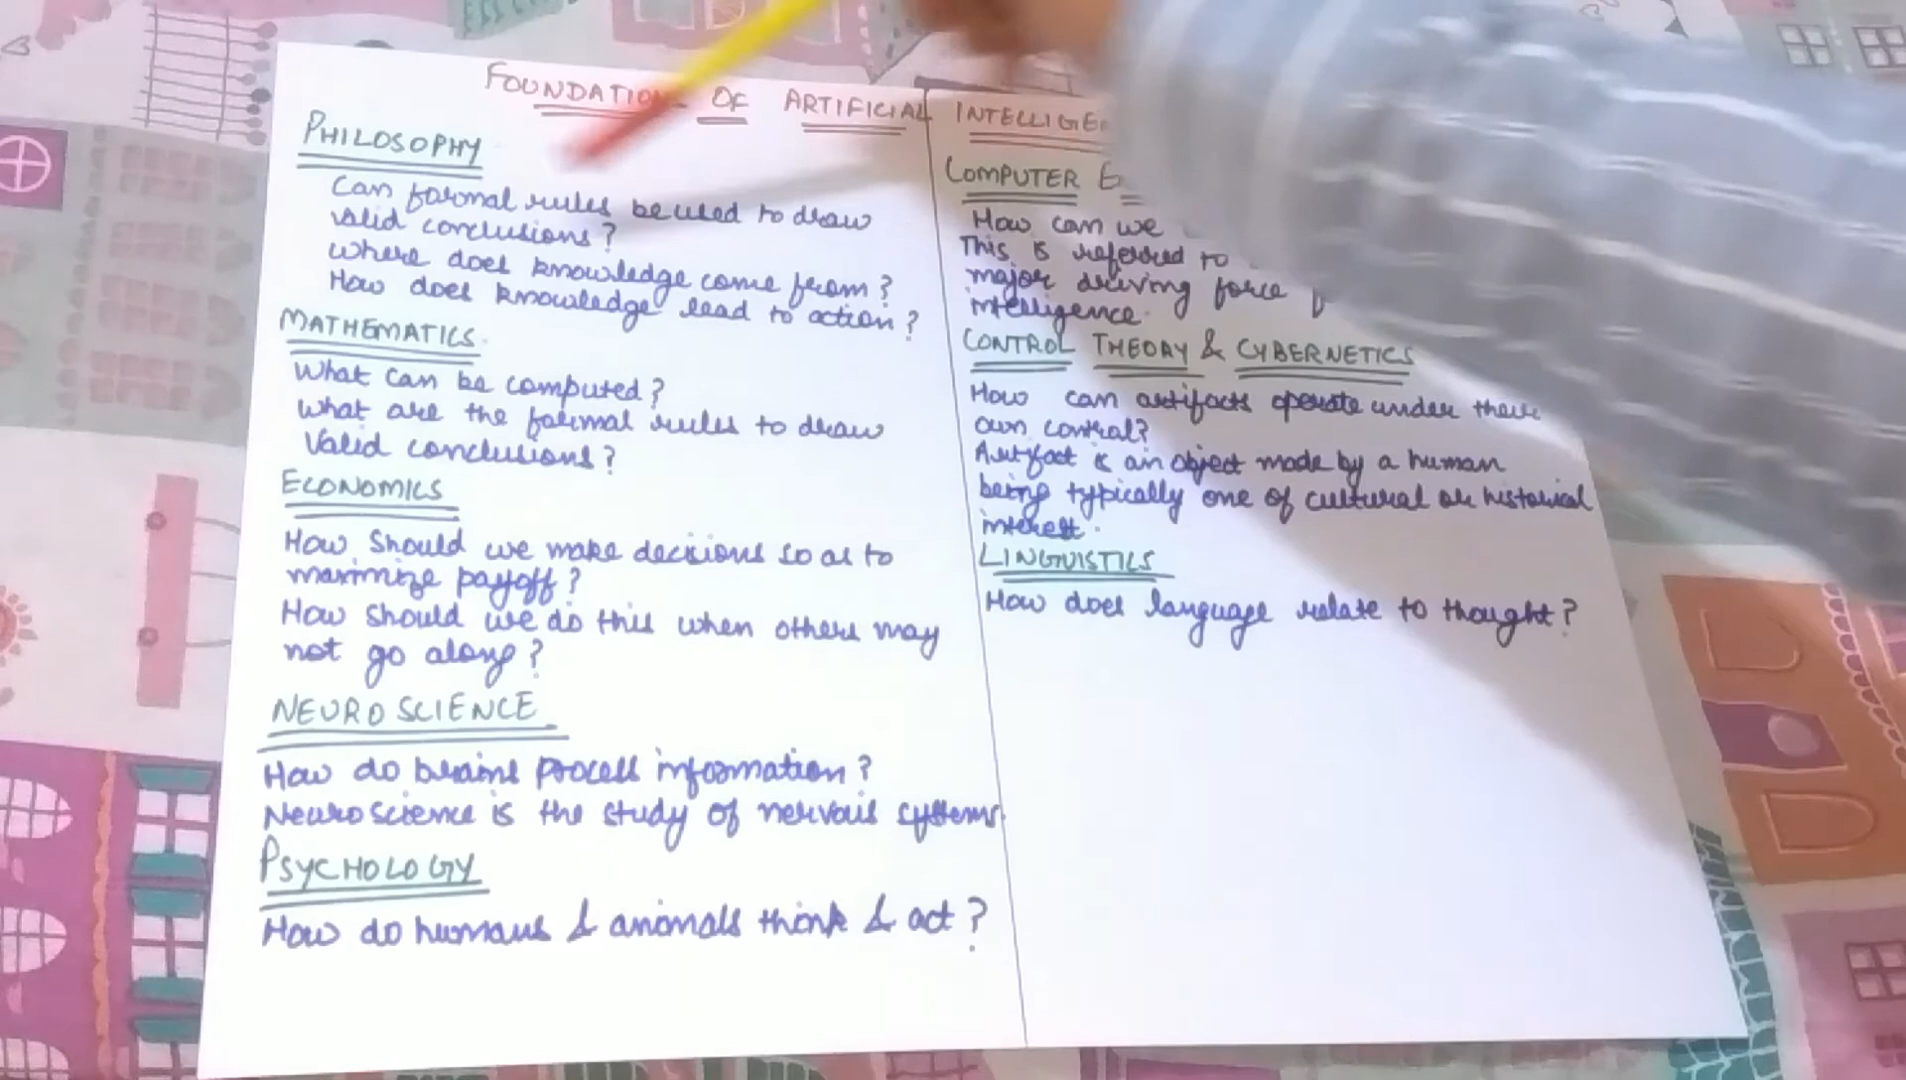 FOUNDATION OF ARTIFICIAL
PHILOSOPHY
Can formal rules be used to draw
valid conclusions?
Where does knowledge come from?
How does knowledge lead to action?
MATHEMATICS
What can be computed?
What are the formal rules to draw
valid conclusions?
ECONOMICS
How should we make decisions so as to
maximize payoff?
How should we do this when others may
not go along?
NEUROSCIENCE
How do brains process information?
Neuroscience is the study of nervous systems.
PSYCHOLOGY
How do humans & animals think & act?
COMPUTER
How can we
This is referred to
major driving force
intelligence.
CONTROL THEORY & CYBERNETICS
How can artifacts operate under their
own control?
Artifact is an object made by a human
being typically one of cultural or historical
interest.
LINGUISTICS
How does language relate to thought?